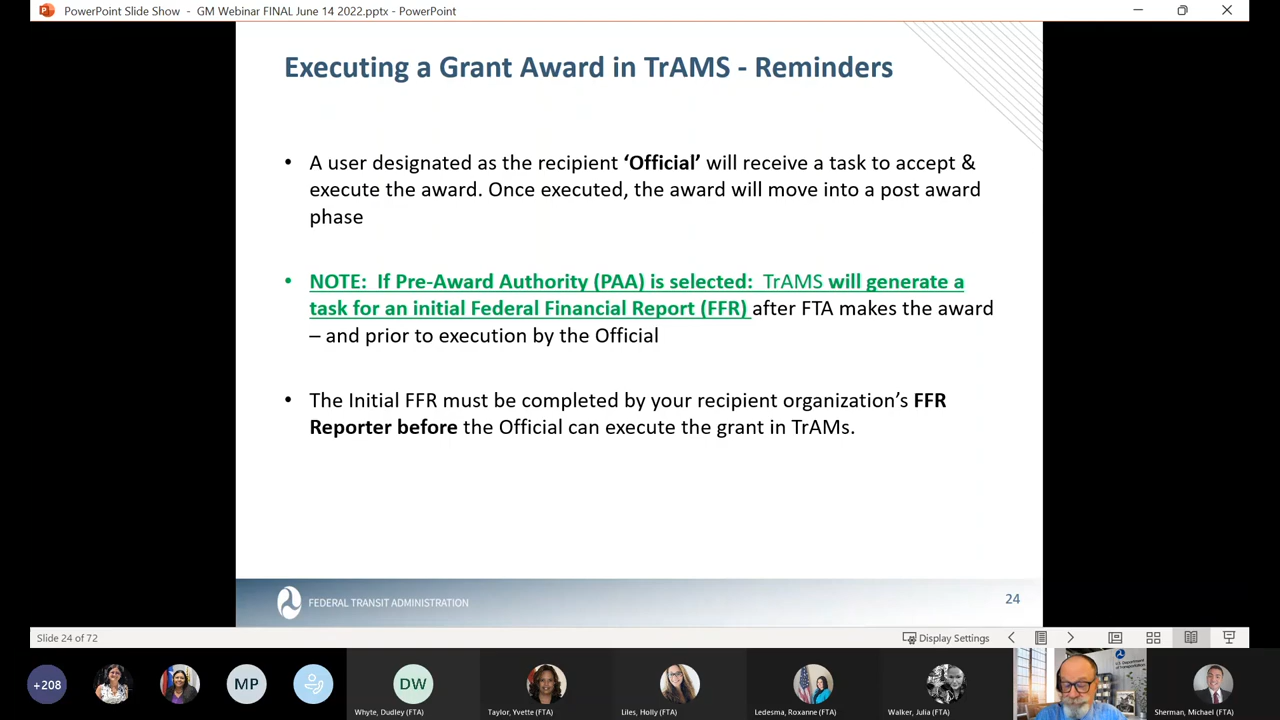 PowerPoint Slide Show - GM Webinar FINAL June 14 2022.pptx - PowerPoint
Executing a Grant Award in TrAMS - Reminders
• A user designated as the recipient ‘Official’ will receive a task to accept &
execute the award. Once executed, the award will move into a post award
phase
• NOTE: If Pre-Award Authority (PAA) is selected: TrAMS will generate a
task for an initial Federal Financial Report (FFR) after FTA makes the award
– and prior to execution by the Official
• The Initial FFR must be completed by your recipient organization’s FFR
Reporter before the Official can execute the grant in TrAMs.
FEDERAL TRANSIT ADMINISTRATION
24
Slide 24 of 72
Display Settings
+208
MP
DW
Whyte, Dudley (FTA)
Taylor, Yvette (FTA)
Liles, Holly (FTA)
Ledesma, Roxanne (FTA)
Walker, Julia (FTA)
U.S. Department
of Transportation
Sherman, Michael (FTA)